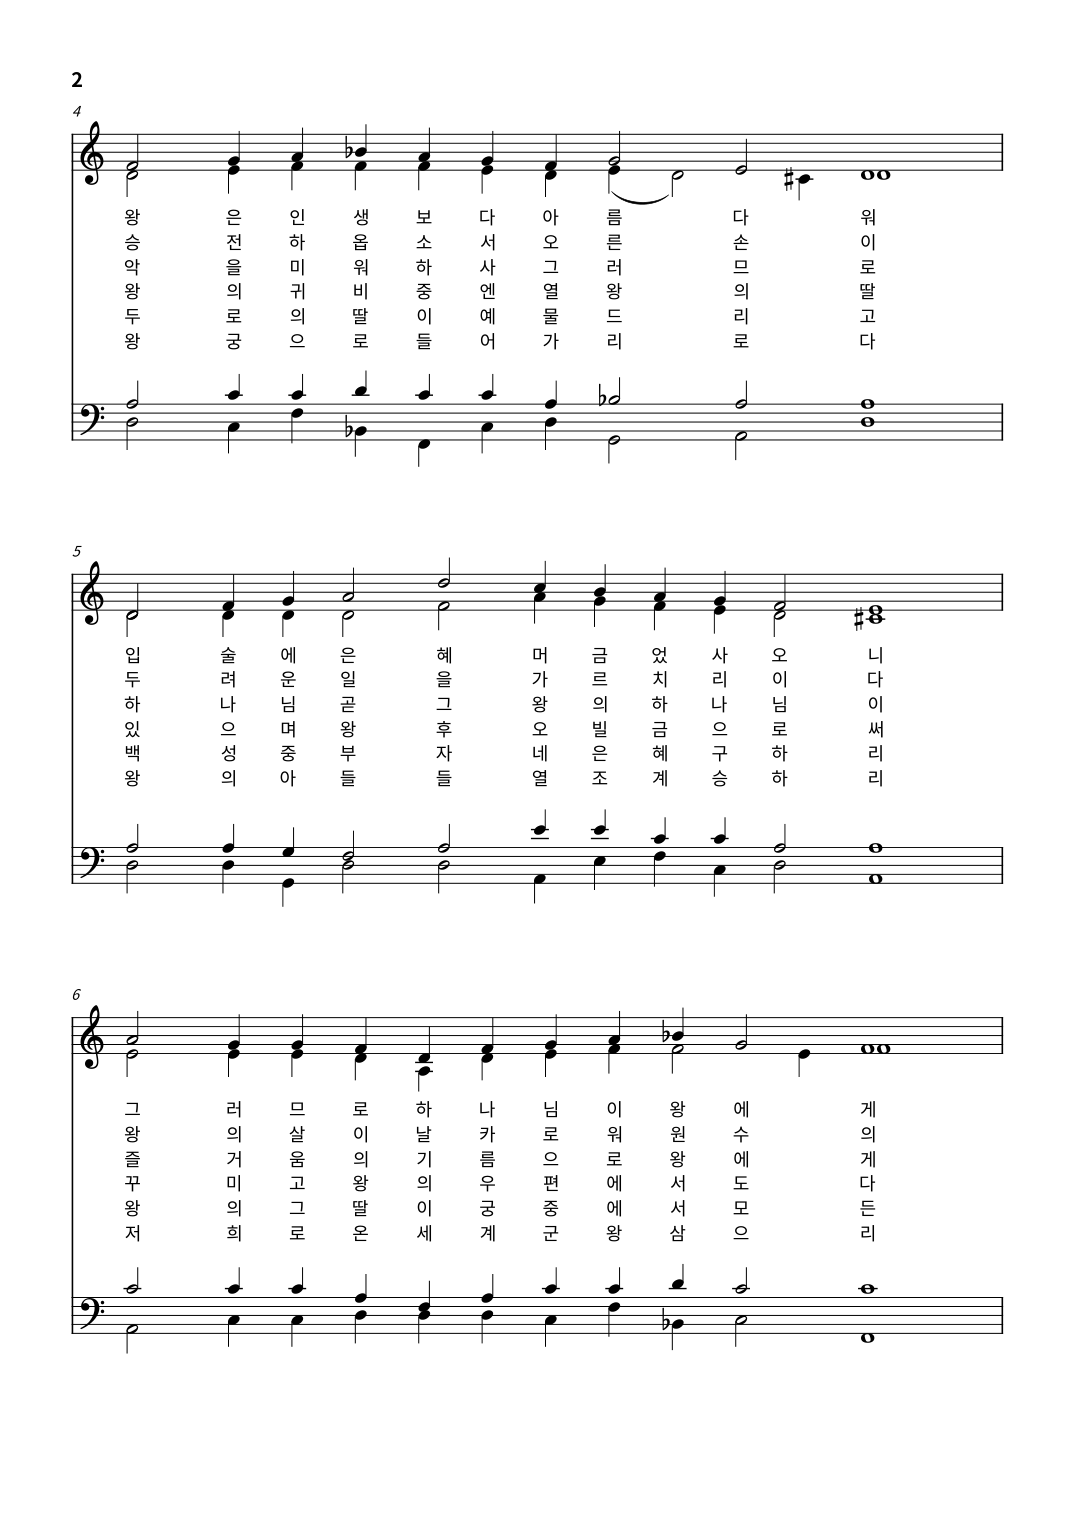 2
4
왕 은 인 생 보 다 아 름 다 워
승 전 하 옵 소 서 오 른 손 이
악 을 미 워 하 사 그 러 므 로
왕 의 귀 비 중 엔 열 왕 의 딸
두 로 의 딸 이 예 물 드 리 고
왕 궁 으 로 들 어 가 리 로 다
5
입 술 에 은 혜 머 금 었 사 오 니
두 려 운 일 을 가 르 치 리 이 다
하 나 님 곧 그 왕 의 하 나 님 이
있 으 며 왕 후 오 빌 금 으 로 써
백 성 중 부 자 네 은 혜 구 하 리
왕 의 아 들 들 열 조 계 승 하 리
6
그 러 므 로 하 나 님 이 왕 에 게
왕 의 살 이 날 카 로 워 원 수 의
즐 거 움 의 기 름 으 로 왕 에 게
꾸 미 고 왕 의 우 편 에 서 도 다
왕 의 그 딸 이 궁 중 에 서 모 든
저 희 로 온 세 계 군 왕 삼 으 리